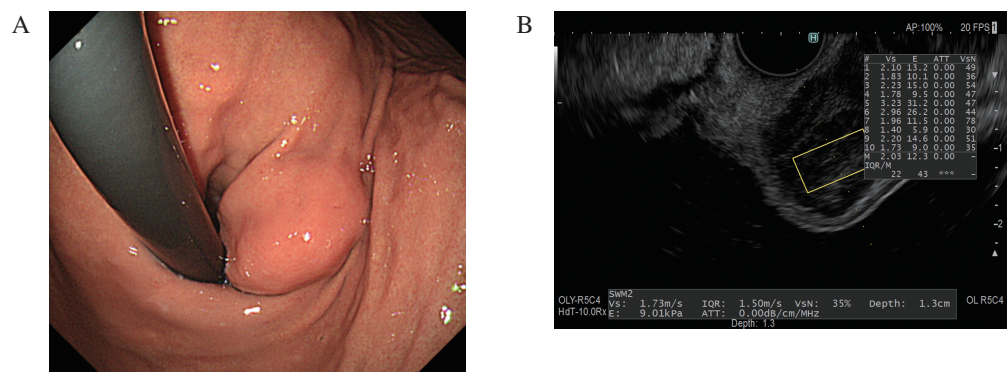 A
B
AP:100% 20 FPS 1
H
# Vs E ATT VsN
1 2.10 13.2 0.00 49
2 1.83 10.1 0.00 36
3 2.23 15.0 0.00 54
4 1.78 9.5 0.00 47
5 3.23 31.2 0.00 47
6 2.96 26.2 0.00 44
7 1.96 11.5 0.00 78
8 1.40 5.9 0.00 30
9 2.20 14.6 0.00 51
10 1.73 9.0 0.00 35
M 2.03 12.3 0.00 -
IQR/M
22 43 *** -
-1
-2
SWM2
OLY-R5C4 Vs: 1.73m/s IQR: 1.50m/s VsN: 35% Depth: 1.3cm OL R5C4
HdT-10.0Rx E: 9.01kPa ATT: 0.00dB/cm/MHz
Depth: 1.3